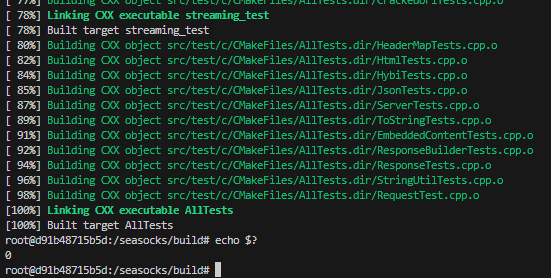 [ 77%] Building CXX object src/test/c/CMakeFiles/AllTests.dir/CrackedUriTests.cpp.o
[ 78%] Linking CXX executable streaming_test
[ 78%] Built target streaming_test
[ 80%] Building CXX object src/test/c/CMakeFiles/AllTests.dir/HeaderMapTests.cpp.o
[ 82%] Building CXX object src/test/c/CMakeFiles/AllTests.dir/HtmlTests.cpp.o
[ 84%] Building CXX object src/test/c/CMakeFiles/AllTests.dir/HybiTests.cpp.o
[ 85%] Building CXX object src/test/c/CMakeFiles/AllTests.dir/JsonTests.cpp.o
[ 87%] Building CXX object src/test/c/CMakeFiles/AllTests.dir/ServerTests.cpp.o
[ 89%] Building CXX object src/test/c/CMakeFiles/AllTests.dir/ToStringTests.cpp.o
[ 91%] Building CXX object src/test/c/CMakeFiles/AllTests.dir/EmbeddedContentTests.cpp.o
[ 92%] Building CXX object src/test/c/CMakeFiles/AllTests.dir/ResponseBuilderTests.cpp.o
[ 94%] Building CXX object src/test/c/CMakeFiles/AllTests.dir/ResponseTests.cpp.o
[ 96%] Building CXX object src/test/c/CMakeFiles/AllTests.dir/StringUtilTests.cpp.o
[ 98%] Building CXX object src/test/c/CMakeFiles/AllTests.dir/RequestTest.cpp.o
[100%] Linking CXX executable AllTests
[100%] Built target AllTests
root@d91b48715b5d:/seasocks/build# echo $?
0
root@d91b48715b5d:/seasocks/build#